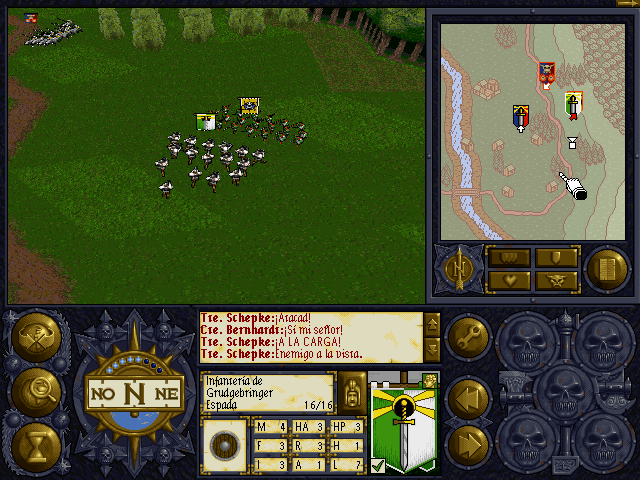 Tte. Schepke:¡Atacad!
Cte. Bernhardt:¡Sí mi señor!
Tte. Schepke:¡A LA CARGA!
Tte. Schepke:Enemigo a la vista.
NO N NE
Infantería de
Grudgebringer
Espada 16/16
M 4 HA 3 HP 3
F 3 R 3 H 1
I 3 A 1 L 7
N